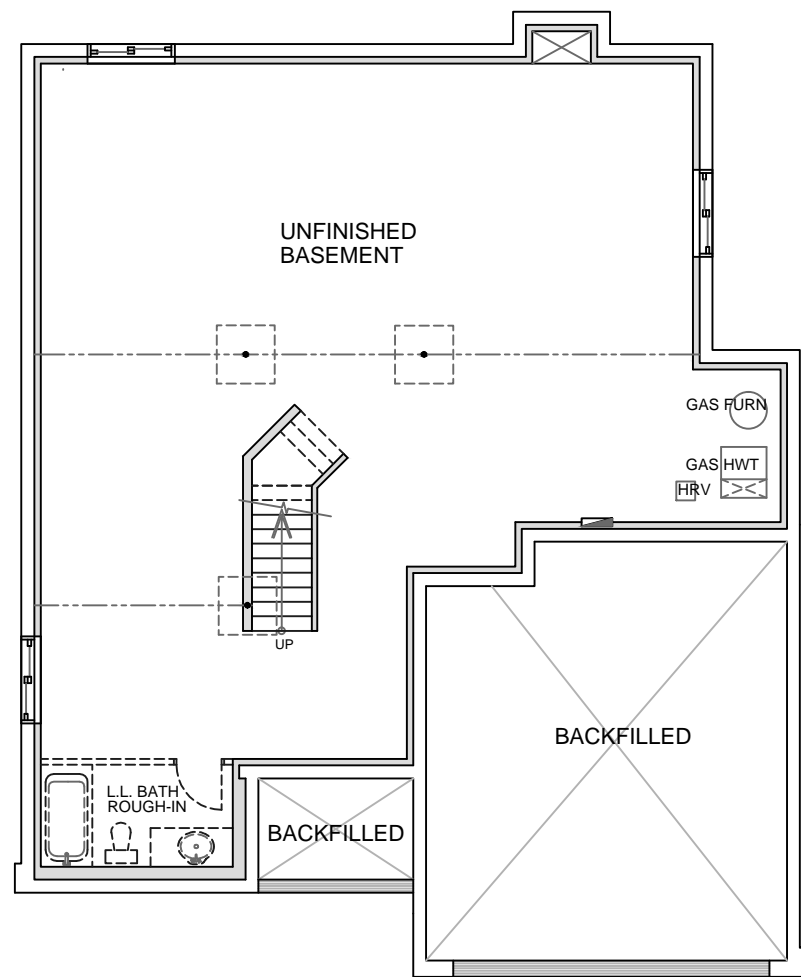 UNFINISHED
BASEMENT
GAS FURN
GAS HWT
HRV
UP
BACKFILLED
L.L. BATH
ROUGH-IN
BACKFILLED